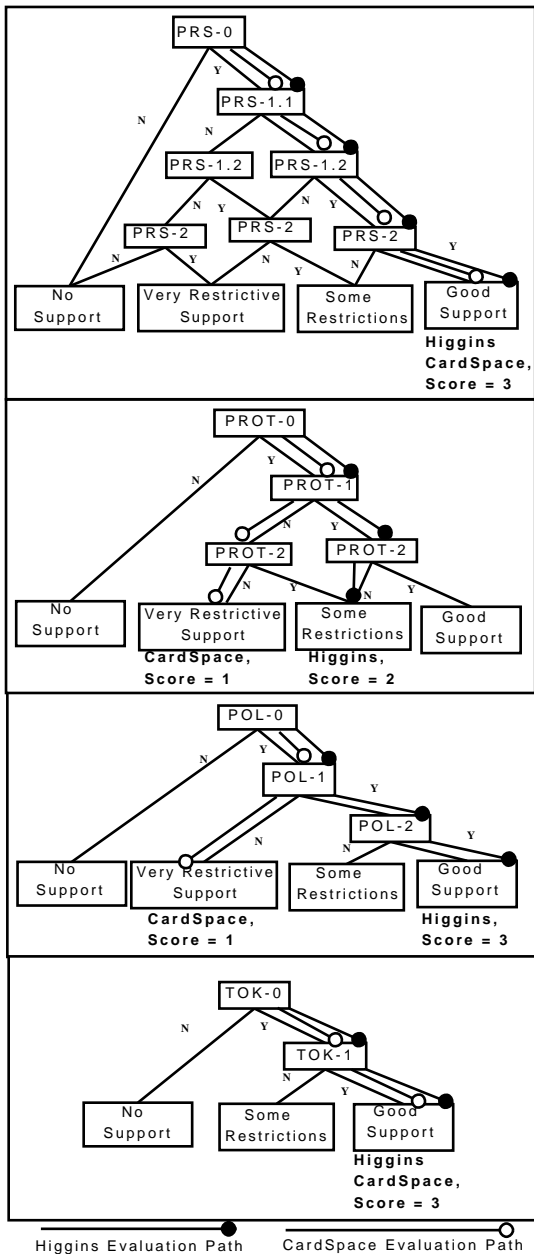 PRS-0
Y
PRS-1.1
N
N
PRS-1.2
PRS-1.2
N
Y
N
Y
PRS-2
PRS-2
PRS-2
N
Y
N
Y
N
Y
No
Support
Very Restrictive
Support
Some
Restrictions
Good
Support
Higgins
CardSpace,
Score = 3
PROT-0
Y
N
PROT-1
N
Y
PROT-2
PROT-2
N
Y
N
Y
No
Support
Very Restrictive
Support
Some
Restrictions
Good
Support
CardSpace,
Score = 1
Higgins,
Score = 2
POL-0
N
Y
POL-1
Y
N
POL-2
N
Y
No
Support
Very Restrictive
Support
Some
Restrictions
Good
Support
CardSpace,
Score = 1
Higgins,
Score = 3
TOK-0
N
Y
TOK-1
N
Y
No
Support
Some
Restrictions
Good
Support
Higgins
CardSpace,
Score = 3
Higgins Evaluation Path
CardSpace Evaluation Path